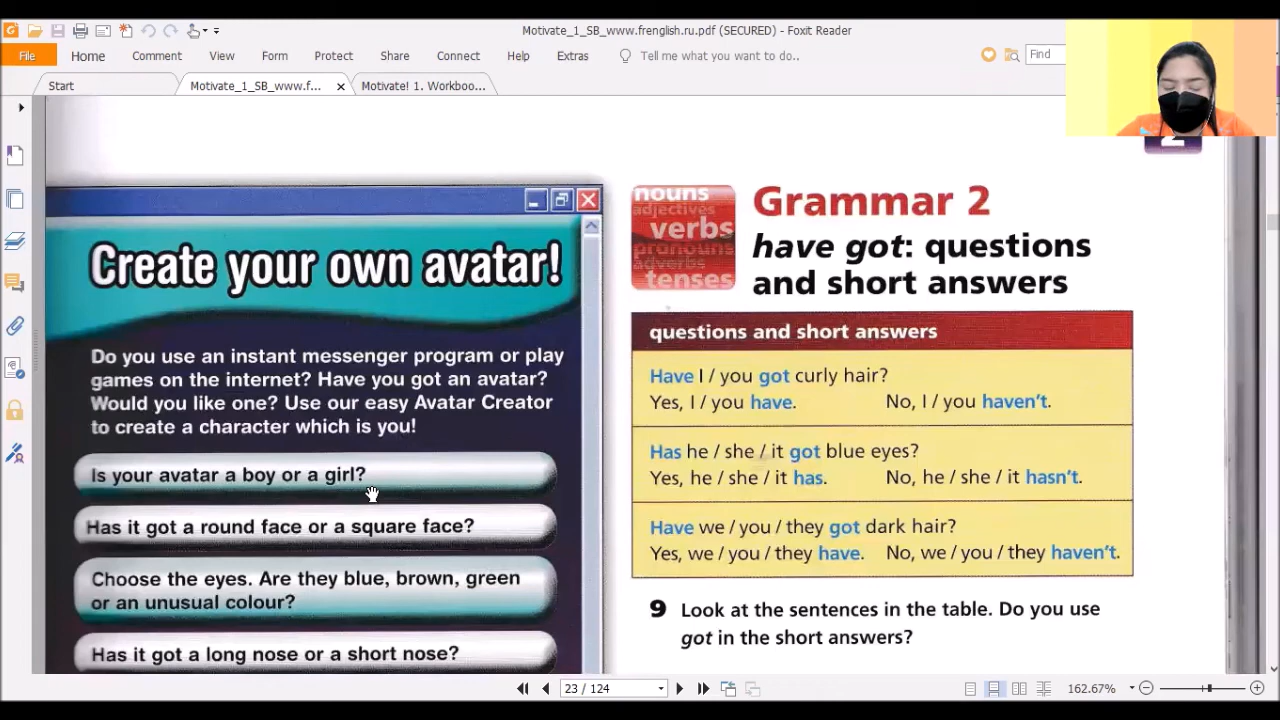 Motivate_1_SB_www.frenglish.ru.pdf (SECURED) - Foxit Reader
File Home Comment View Form Protect Share Connect Help Extras Tell me what you want to do.. Find
Start Motivate_1_SB_www.f... Motivate! 1. Workboo...
Create your own avatar!
Do you use an instant messenger program or play
games on the internet? Have you got an avatar?
Would you like one? Use our easy Avatar Creator
to create a character which is you!
Is your avatar a boy or a girl?
Has it got a round face or a square face?
Choose the eyes. Are they blue, brown, green
or an unusual colour?
Has it got a long nose or a short nose?
nouns
adjectives
verbs
pronouns
adverbs
tenses
Grammar 2
have got: questions
and short answers
questions and short answers
Have I / you got curly hair?
Yes, I / you have. No, I / you haven't.
Has he / she / it got blue eyes?
Yes, he / she / it has. No, he / she / it hasn't.
Have we / you / they got dark hair?
Yes, we / you / they have. No, we / you / they haven't.
9 Look at the sentences in the table. Do you use
got in the short answers?
23 / 124
162.67%